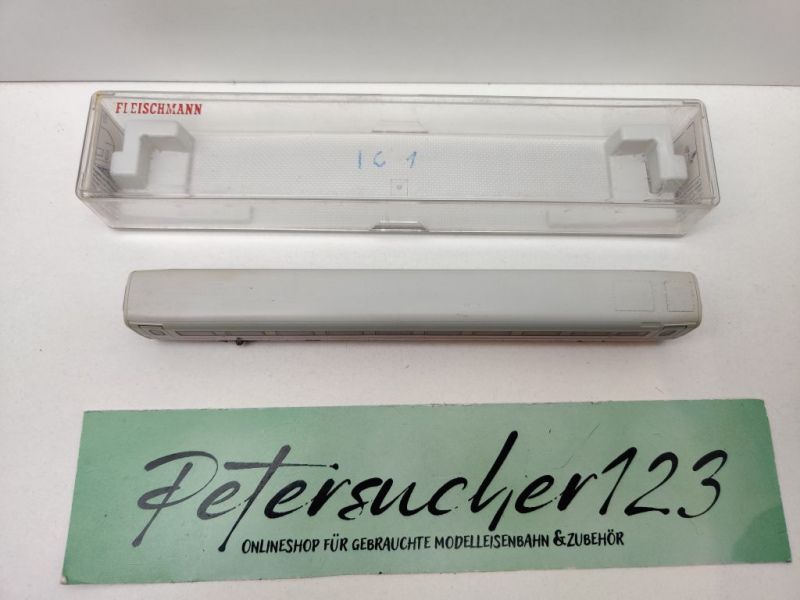 FLEISCHMANN
IC 1
Petersucher123
ONLINESHOP FÜR GEBRAUCHTE MODELLEISENBAHN & ZUBEHÖR